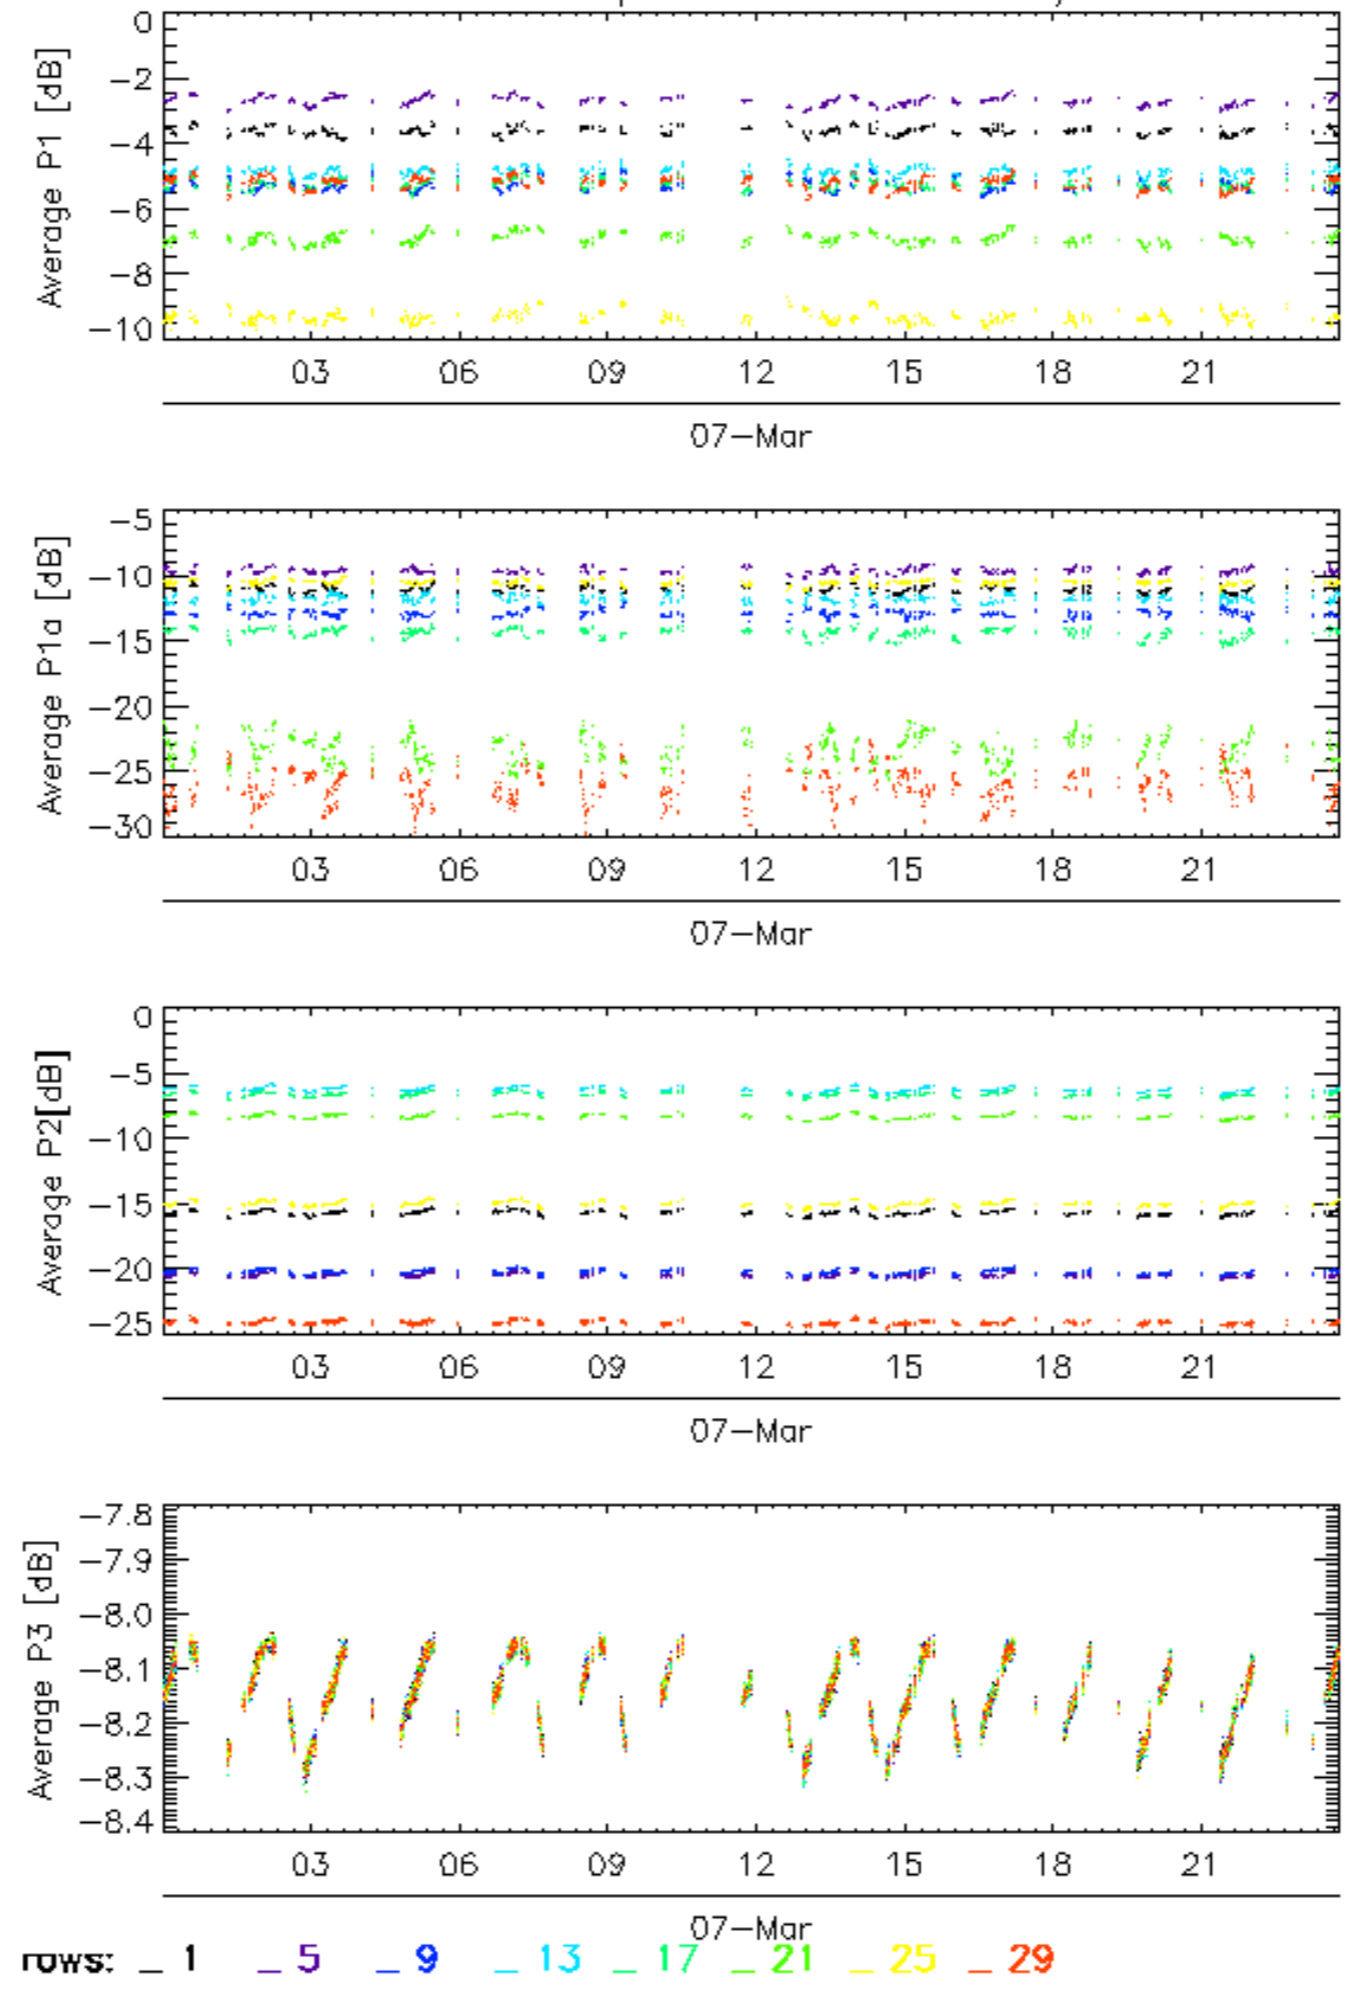 0
−2
−4
−6
−8
−10
Average P1 [dB]
03 06 09 12 15 18 21
07−Mar
−5
−10
−15
−20
−25
−30
Average P1a [dB]
03 06 09 12 15 18 21
07−Mar
0
−5
−10
−15
−20
−25
Average P2[dB]
03 06 09 12 15 18 21
07−Mar
−7.8
−7.9
−8.0
−8.1
−8.2
−8.3
−8.4
Average P3 [dB]
03 06 09 12 15 18 21
07−Mar
rows: _ 1 _ 5 _ 9 _ 13 _ 17 _ 21 _ 25 _ 29